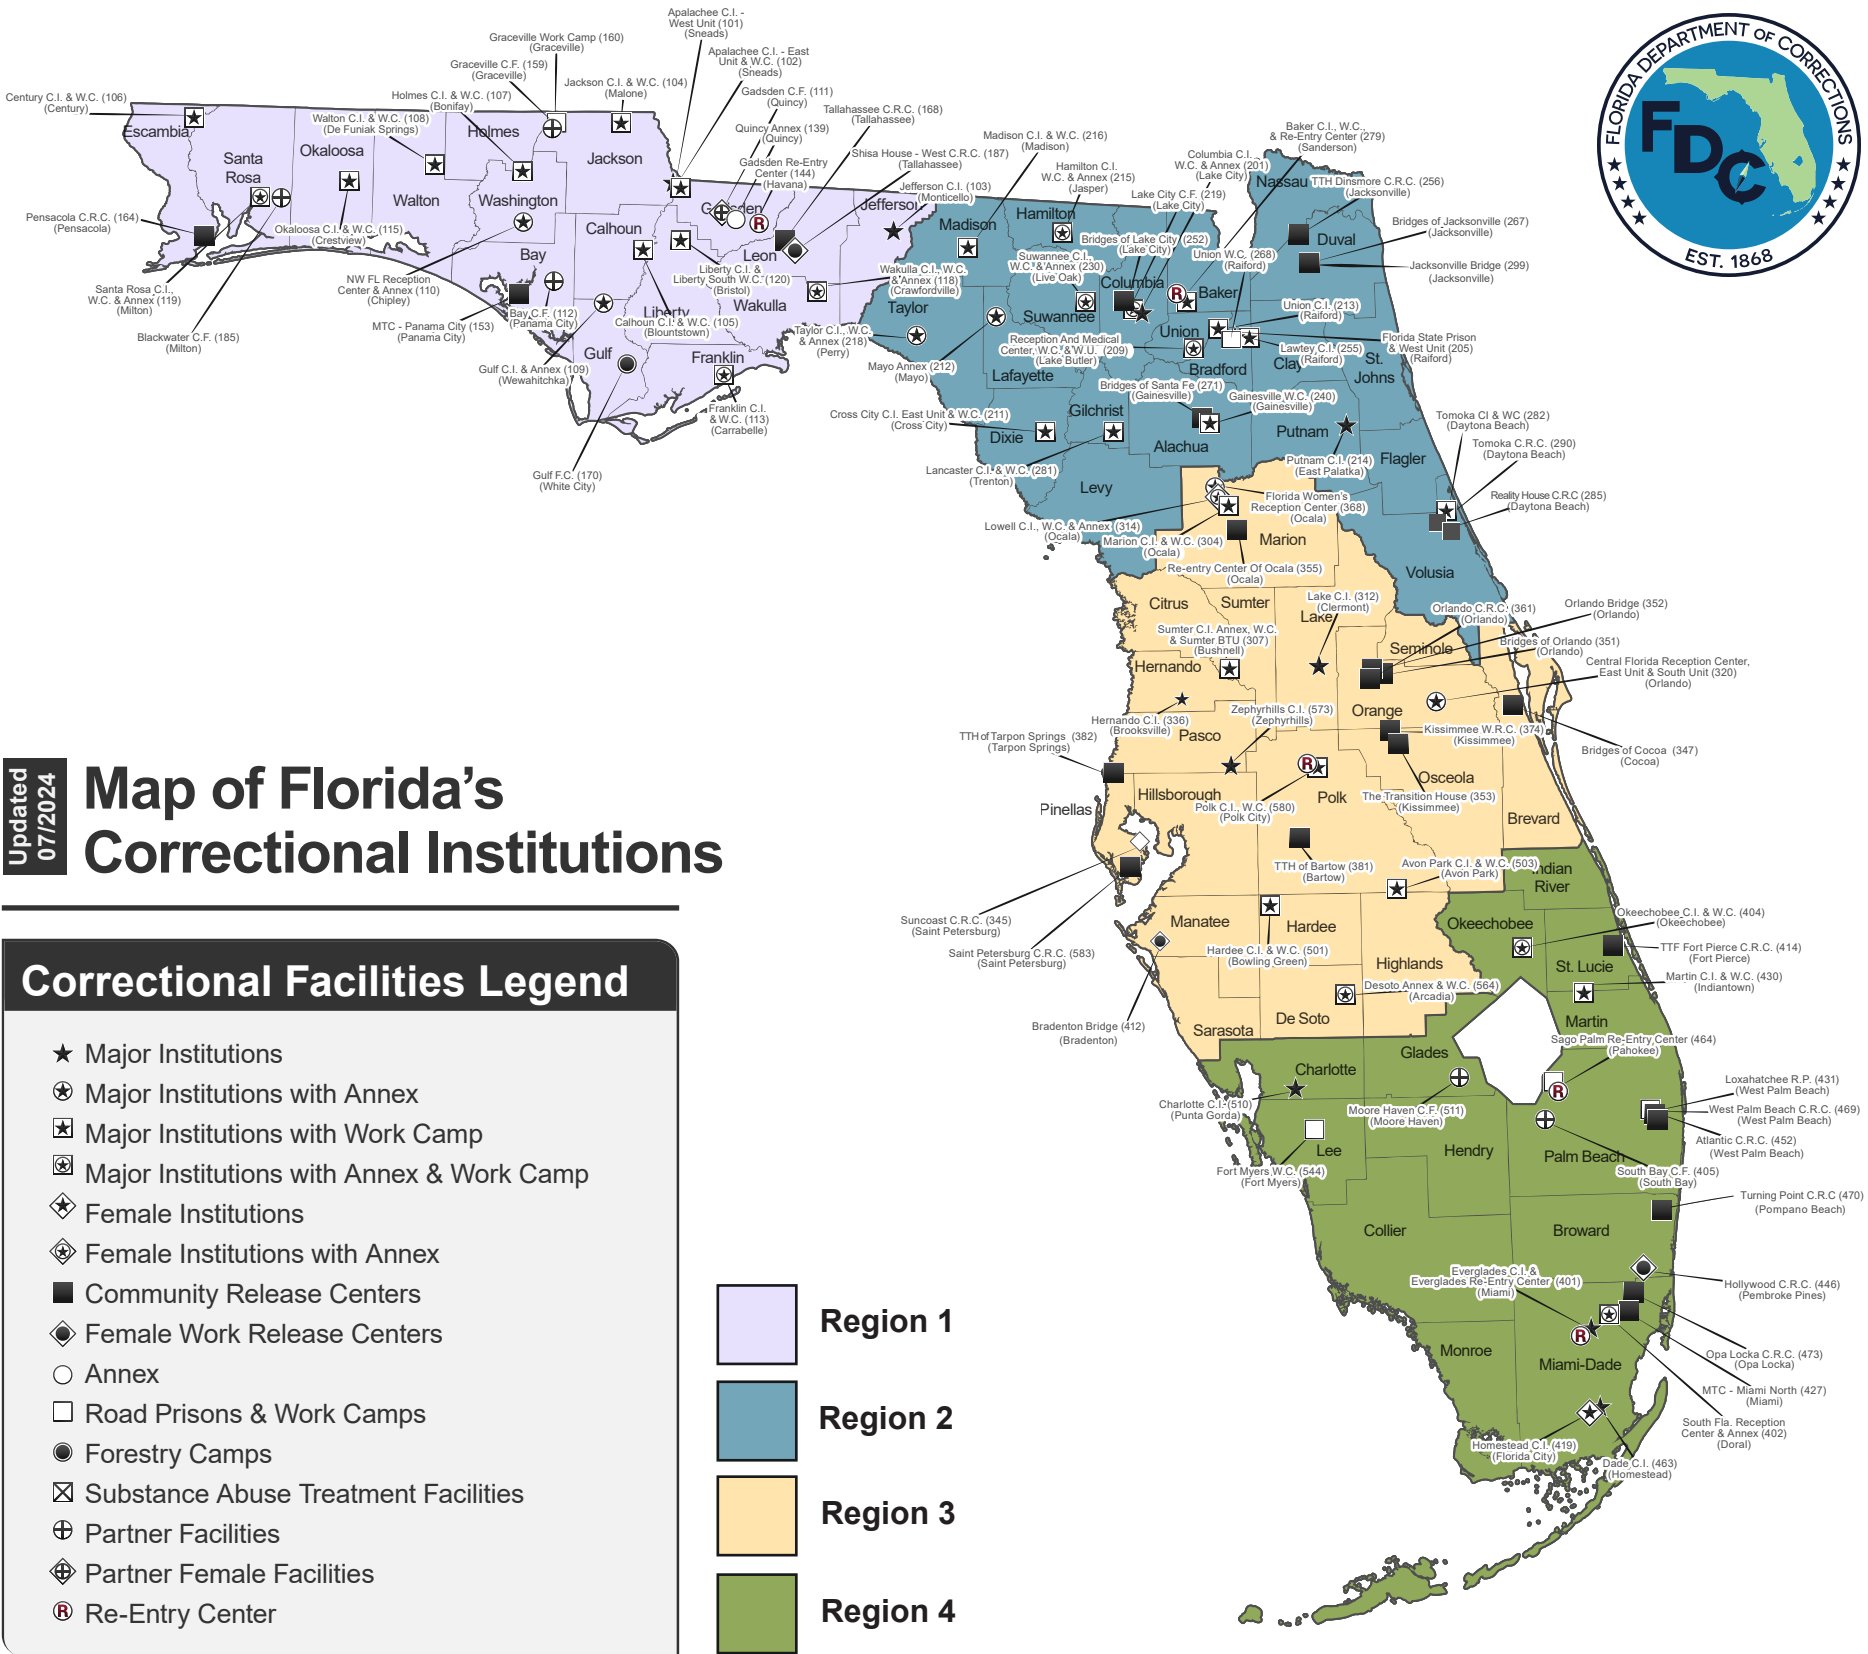 Apalachee C.I. -
West Unit (101)
(Sneads)
Graceville Work Camp (160)
(Graceville)
Apalachee C.I. - East
Unit & W.C. (102)
(Sneads)
Graceville C.F. (159)
(Graceville)
Jackson C.I. & W.C. (104)
(Malone)
Century C.I. & W.C. (106)
(Century)
Holmes C.I. & W.C. (107)
(Bonifay)
Gadsden C.F. (111)
(Quincy)
Walton C.I. & W.C. (108)
(De Funiak Springs)
Tallahassee C.R.C. (168)
(Tallahassee)
Quincy Annex (139)
(Quincy)
Shisa House - West C.R.C. (187)
(Tallahassee)
Gadsden Re-Entry
Center (144)
(Havana)
Jefferson C.I. (103)
(Monticello)
Pensacola C.R.C. (164)
(Pensacola)
Okaloosa C.I. & W.C. (115)
(Crestview)
Santa Rosa C.I.,
W.C. & Annex (119)
(Milton)
Blackwater C.F. (185)
(Milton)
NW FL Reception
Center & Annex (110)
(Chipley)
MTC - Panama City (153)
(Panama City)
Bay C.F. (112)
(Panama City)
Gulf C.I. & Annex (109)
(Wewahitchka)
Gulf F.C. (170)
(White City)
Calhoun C.I. & W.C. (105)
(Blountstown)
Liberty C.I. &
Liberty South W.C. (120)
(Bristol)
Franklin C.I.
& W.C. (113)
(Carrabelle)
Wakulla C.I., W.C.
& Annex (118)
(Crawfordville)
Escambia
Santa
Rosa
Okaloosa
Walton
Holmes
Washington
Jackson
Calhoun
Bay
Gulf
Liberty
Franklin
Gadsden
Leon
Wakulla
Jefferson
Madison C.I. & W.C. (216)
(Madison)
Hamilton C.I.
W.C. & Annex (215)
(Jasper)
Columbia C.I.
W.C. & Annex (201)
(Lake City)
Baker C.I., W.C.,
& Re-Entry Center (279)
(Sanderson)
Lake City C.F. (219)
(Lake City)
TTH Dinsmore C.R.C. (256)
(Jacksonville)
Bridges of Jacksonville (267)
(Jacksonville)
Jacksonville Bridge (299)
(Jacksonville)
Bridges of Lake City (252)
(Lake City)
Union W.C. (268)
(Raiford)
Suwannee C.I.,
W.C. & Annex (230)
(Live Oak)
Union C.I. (213)
(Raiford)
Taylor C.I., W.C.
& Annex (218)
(Perry)
Mayo Annex (212)
(Mayo)
Reception And Medical
Center, W.C. & W.U. (209)
(Lake Butler)
Lawtey C.I. (255)
(Raiford)
Florida State Prison
& West Unit (205)
(Raiford)
Bridges of Santa Fe (271)
(Gainesville)
Gainesville W.C. (240)
(Gainesville)
Cross City C.I. East Unit & W.C. (211)
(Cross City)
Lancaster C.I. & W.C. (281)
(Trenton)
Putnam C.I. (214)
(East Palatka)
Tomoka CI & WC (282)
(Daytona Beach)
Tomoka C.R.C. (290)
(Daytona Beach)
Reality House C.R.C (285)
(Daytona Beach)
Madison
Hamilton
Nassau
Duval
Columbia
Baker
Taylor
Suwannee
Union
Lafayette
Bradford
Clay
St.
Johns
Gilchrist
Dixie
Alachua
Putnam
Flagler
Levy
Volusia
Florida Women's
Reception Center (368)
(Ocala)
Lowell C.I., W.C. & Annex (314)
(Ocala)
Marion C.I. & W.C. (304)
(Ocala)
Marion
Re-entry Center Of Ocala (355)
(Ocala)
Citrus
Sumter
Lake
Lake C.I. (312)
(Clermont)
Orlando C.R.C. (361)
(Orlando)
Orlando Bridge (352)
(Orlando)
Sumter C.I. Annex, W.C.
& Sumter BTU (307)
(Bushnell)
Bridges of Orlando (351)
(Orlando)
Seminole
Hernando
Central Florida Reception Center,
East Unit & South Unit (320)
(Orlando)
Hernando C.I. (336)
(Brooksville)
Zephyrhills C.I. (573)
(Zephyrhills)
Orange
Pasco
Kissimmee W.R.C. (374)
(Kissimmee)
TTH of Tarpon Springs (382)
(Tarpon Springs)
Bridges of Cocoa (347)
(Cocoa)
Osceola
Hillsborough
Polk
Polk C.I., W.C. (580)
(Polk City)
The Transition House (353)
(Kissimmee)
Pinellas
Brevard
TTH of Bartow (381)
(Bartow)
Avon Park C.I. & W.C. (503)
(Avon Park)
Suncoast C.R.C. (345)
(Saint Petersburg)
Saint Petersburg C.R.C. (583)
(Saint Petersburg)
Manatee
Hardee
Hardee C.I. & W.C. (501)
(Bowling Green)
Highlands
Desoto Annex & W.C. (564)
(Arcadia)
Bradenton Bridge (412)
(Bradenton)
Sarasota
De Soto
Indian
River
Okeechobee
Okeechobee C.I. & W.C. (404)
(Okeechobee)
TTF Fort Pierce C.R.C. (414)
(Fort Pierce)
St. Lucie
Martin C.I. & W.C. (430)
(Indiantown)
Martin
Sago Palm Re-Entry Center (464)
(Pahokee)
Glades
Charlotte
Charlotte C.I. (510)
(Punta Gorda)
Moore Haven C.F. (511)
(Moore Haven)
Loxahatchee R.P. (431)
(West Palm Beach)
West Palm Beach C.R.C. (469)
(West Palm Beach)
Atlantic C.R.C. (452)
(West Palm Beach)
Lee
Hendry
Palm Beach
Fort Myers W.C. (544)
(Fort Myers)
South Bay C.F. (405)
(South Bay)
Turning Point C.R.C (470)
(Pompano Beach)
Collier
Broward
Everglades C.I. &
Everglades Re-Entry Center (401)
(Miami)
Hollywood C.R.C. (446)
(Pembroke Pines)
Monroe
Miami-Dade
Opa Locka C.R.C. (473)
(Opa Locka)
MTC - Miami North (427)
(Miami)
South Fla. Reception
Center & Annex (402)
(Doral)
Homestead C.I. (419)
(Florida City)
Dade C.I. (463)
(Homestead)
R
R
R
R
R
FLORIDA DEPARTMENT OF CORRECTIONS
FDC
EST. 1868
Updated
07/2024
Map of Florida's
Correctional Institutions
Correctional Facilities Legend
Major Institutions
Major Institutions with Annex
Major Institutions with Work Camp
Major Institutions with Annex & Work Camp
Female Institutions
Female Institutions with Annex
Community Release Centers
Female Work Release Centers
Annex
Road Prisons & Work Camps
Forestry Camps
Substance Abuse Treatment Facilities
Partner Facilities
Partner Female Facilities
R Re-Entry Center
Region 1
Region 2
Region 3
Region 4